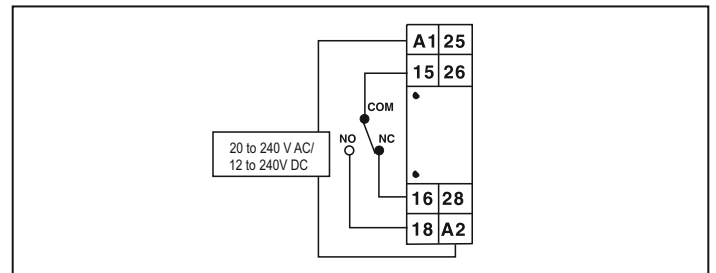 A1 25
15 26
COM
NO NC
20 to 240 V AC/
12 to 240V DC
16 28
18 A2